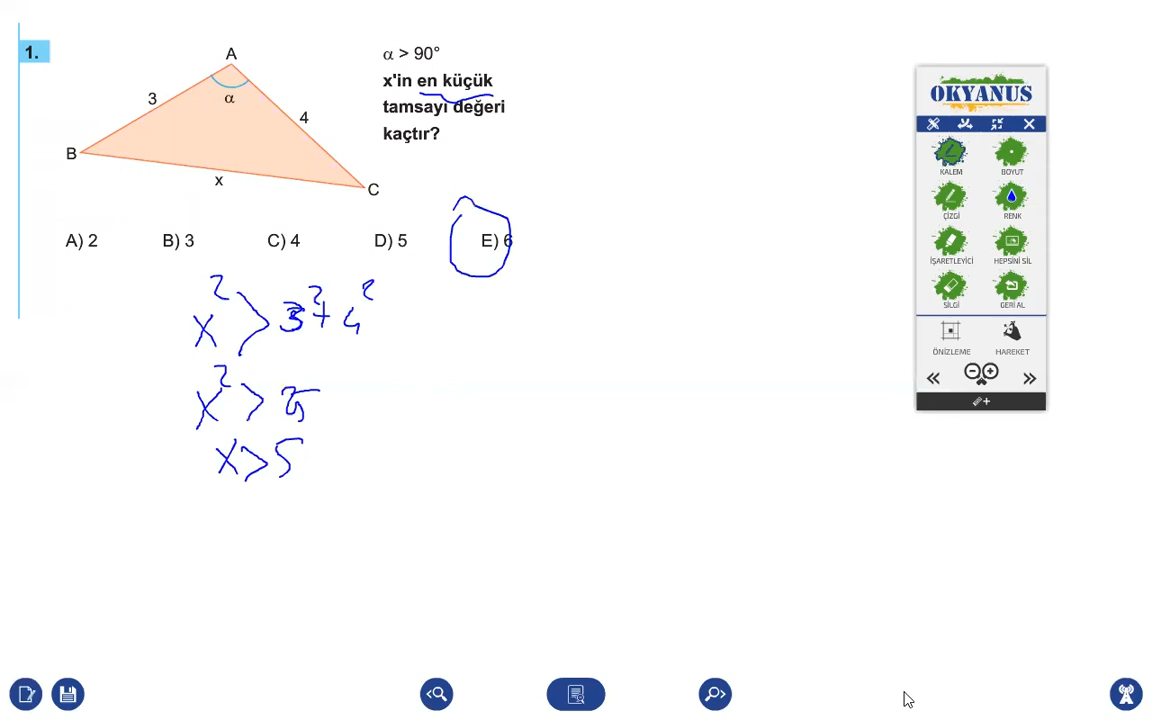 1.
A
α
3
4
B
x
C
α > 90°
x'in en küçük
tamsayı değeri
kaçtır?
A) 2 B) 3 C) 4 D) 5 E) 6
x² > 3² + 4²
x² >
x > 5
OKYANUS
KALEM BOYUT
ÇİZGİ RENK
İŞARETLEYİCİ HEPSİNİ SİL
SİLGİ GERİ AL
ÖNİZLEME HAREKET